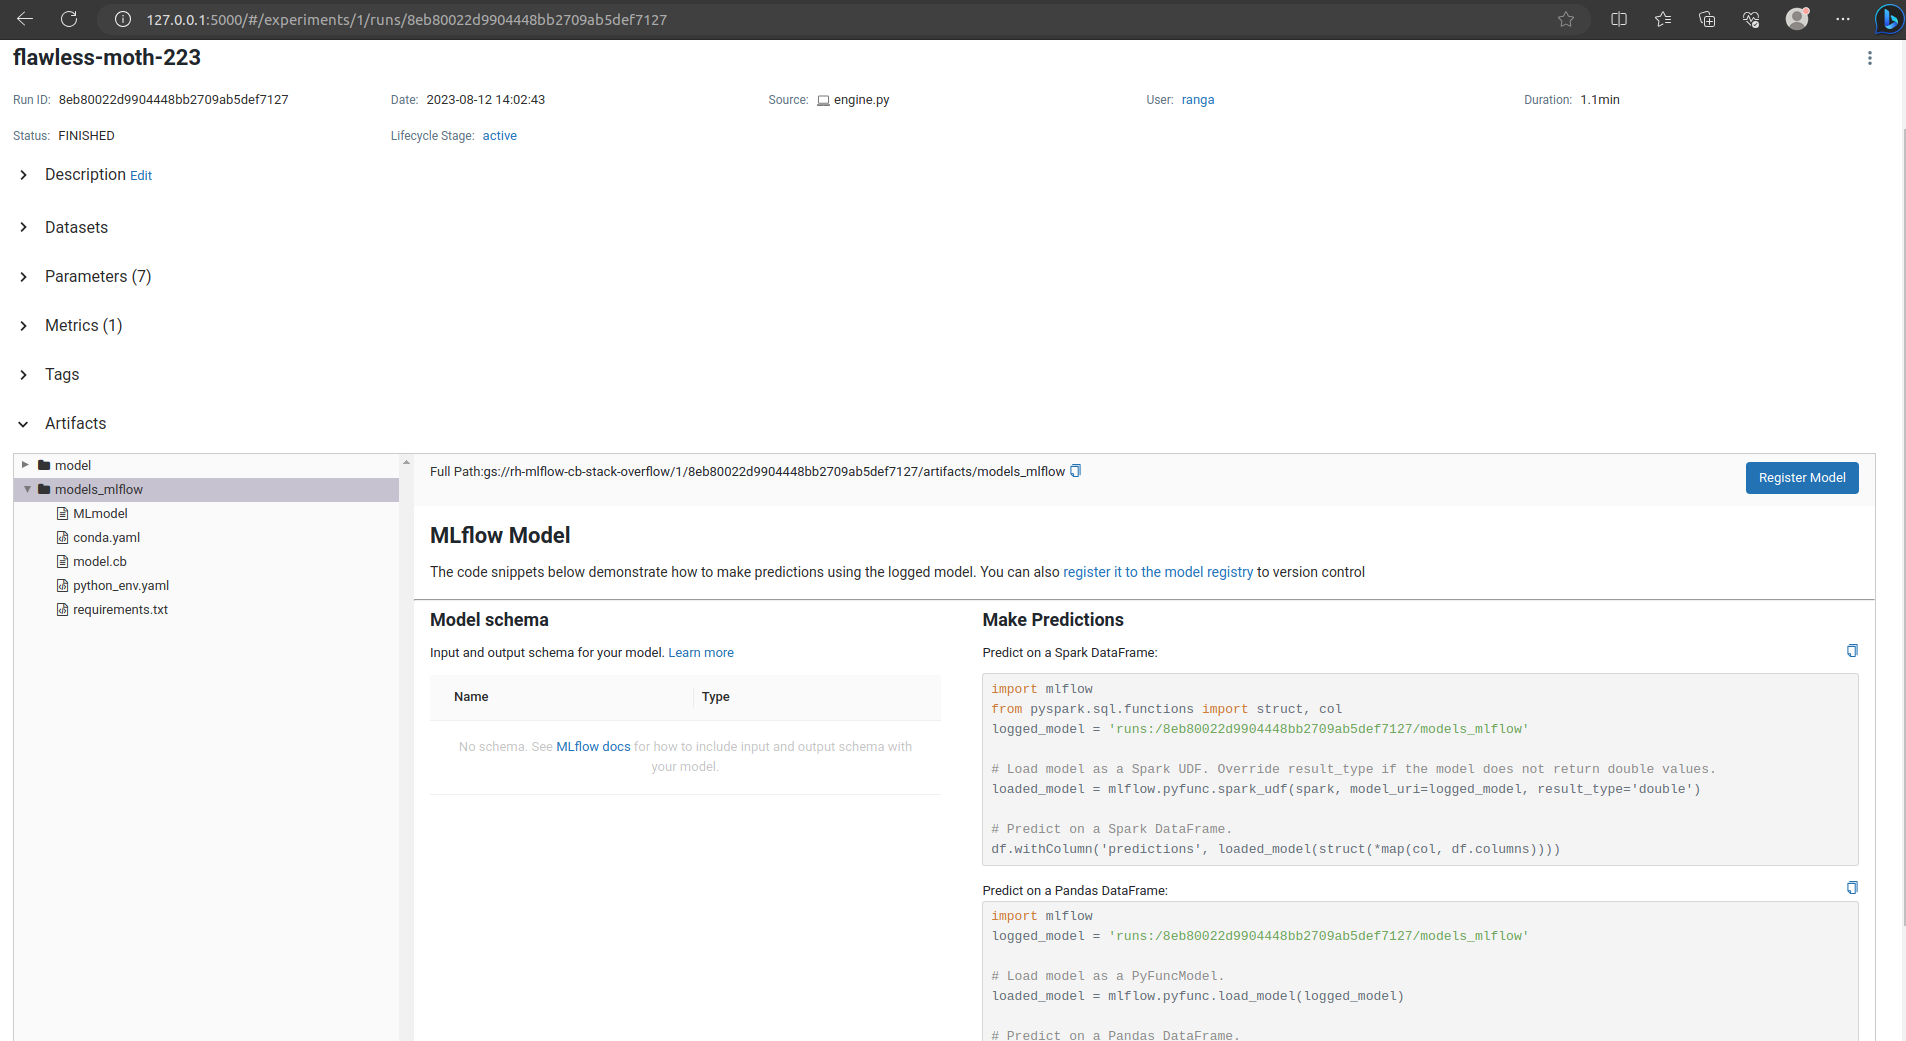 127.0.0.1:5000/#/experiments/1/runs/8eb80022d9904448bb2709ab5def7127
flawless-moth-223
Run ID: 8eb80022d9904448bb2709ab5def7127 Date: 2023-08-12 14:02:43 Source: engine.py User: ranga Duration: 1.1min
Status: FINISHED Lifecycle Stage: active
Description Edit
Datasets
Parameters (7)
Metrics (1)
Tags
Artifacts
model
models_mlflow
MLmodel
conda.yaml
model.cb
python_env.yaml
requirements.txt
Full Path:gs://rh-mlflow-cb-stack-overflow/1/8eb80022d9904448bb2709ab5def7127/artifacts/models_mlflow
Register Model
MLflow Model
The code snippets below demonstrate how to make predictions using the logged model. You can also register it to the model registry to version control
Model schema
Input and output schema for your model. Learn more
Name Type
No schema. See MLflow docs for how to include input and output schema with
your model.
Make Predictions
Predict on a Spark DataFrame:
import mlflow
from pyspark.sql.functions import struct, col
logged_model = 'runs:/8eb80022d9904448bb2709ab5def7127/models_mlflow'
# Load model as a Spark UDF. Override result_type if the model does not return double values.
loaded_model = mlflow.pyfunc.spark_udf(spark, model_uri=logged_model, result_type='double')
# Predict on a Spark DataFrame.
df.withColumn('predictions', loaded_model(struct(*map(col, df.columns))))
Predict on a Pandas DataFrame:
import mlflow
logged_model = 'runs:/8eb80022d9904448bb2709ab5def7127/models_mlflow'
# Load model as a PyFuncModel.
loaded_model = mlflow.pyfunc.load_model(logged_model)
# Predict on a Pandas DataFrame.